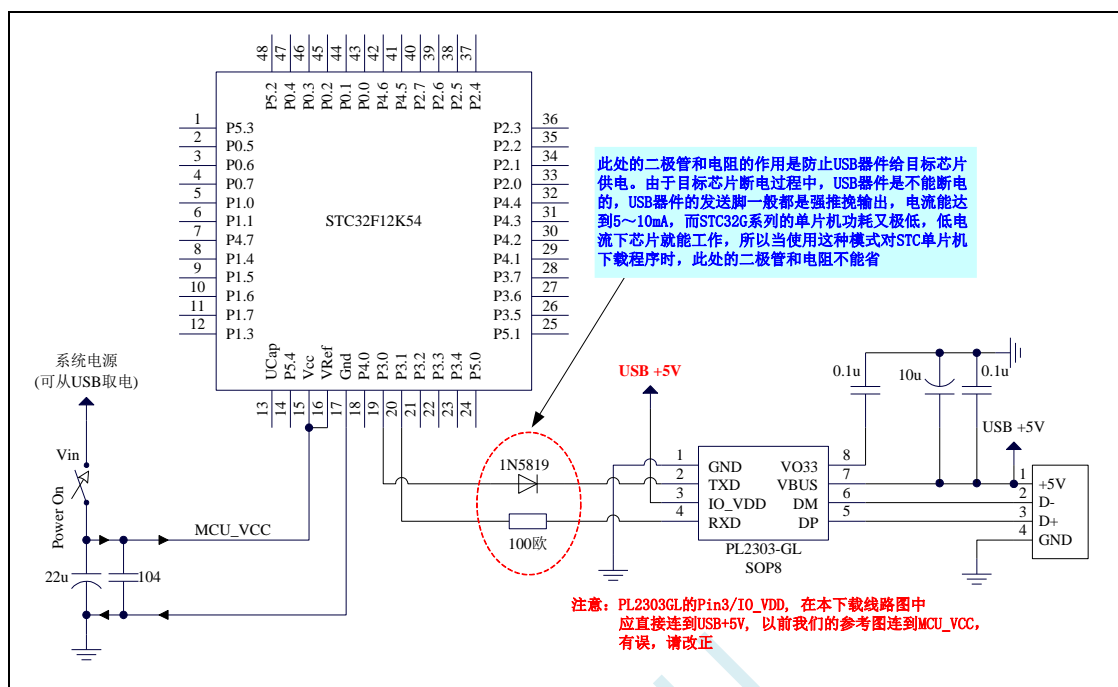 48
47
46
45
44
43
42
41
40
39
38
37
P5.2
P0.4
P0.3
P0.2
P0.1
P0.0
P4.6
P4.5
P2.7
P2.6
P2.5
P2.4
1 P5.3
2 P0.5
3 P0.6
4 P0.7
5 P1.0
6 P1.1
7 P4.7
8 P1.4
9 P1.5
10 P1.6
11 P1.7
12 P1.3
STC32F12K54
P2.3 36
P2.2 35
P2.1 34
P2.0 33
P4.4 32
P4.3 31
P4.2 30
P4.1 29
P3.7 28
P3.6 27
P3.5 26
P5.1 25
UCap
P5.4
Vcc
VRef
Gnd
P4.0
P3.0
P3.1
P3.2
P3.3
P3.4
P5.0
13
14
15
16
17
18
19
20
21
22
23
24
此处的二极管和电阻的作用是防止USB器件给目标芯片
供电。由于目标芯片断电过程中，USB器件是不能断电
的，USB器件的发送脚一般都是强推挽输出，电流能达
到5～10mA，而STC32G系列的单片机功耗又极低，低电
流下芯片就能工作，所以当使用这种模式对STC单片机
下载程序时，此处的二极管和电阻不能省
系统电源
(可从USB取电)
Vin
Power On
MCU_VCC
22u
104
1N5819
100欧
USB +5V
0.1u
10u
0.1u
USB +5V
1 GND
2 TXD
3 IO_VDD
4 RXD
VO33 8
VBUS 7
DM 6
DP 5
PL2303-GL
SOP8
1 +5V
2 D-
3 D+
4 GND
注意：PL2303GL的Pin3/IO_VDD，在本下载线路图中
应直接连到USB+5V，以前我们的参考图连到MCU_VCC，
有误，请改正